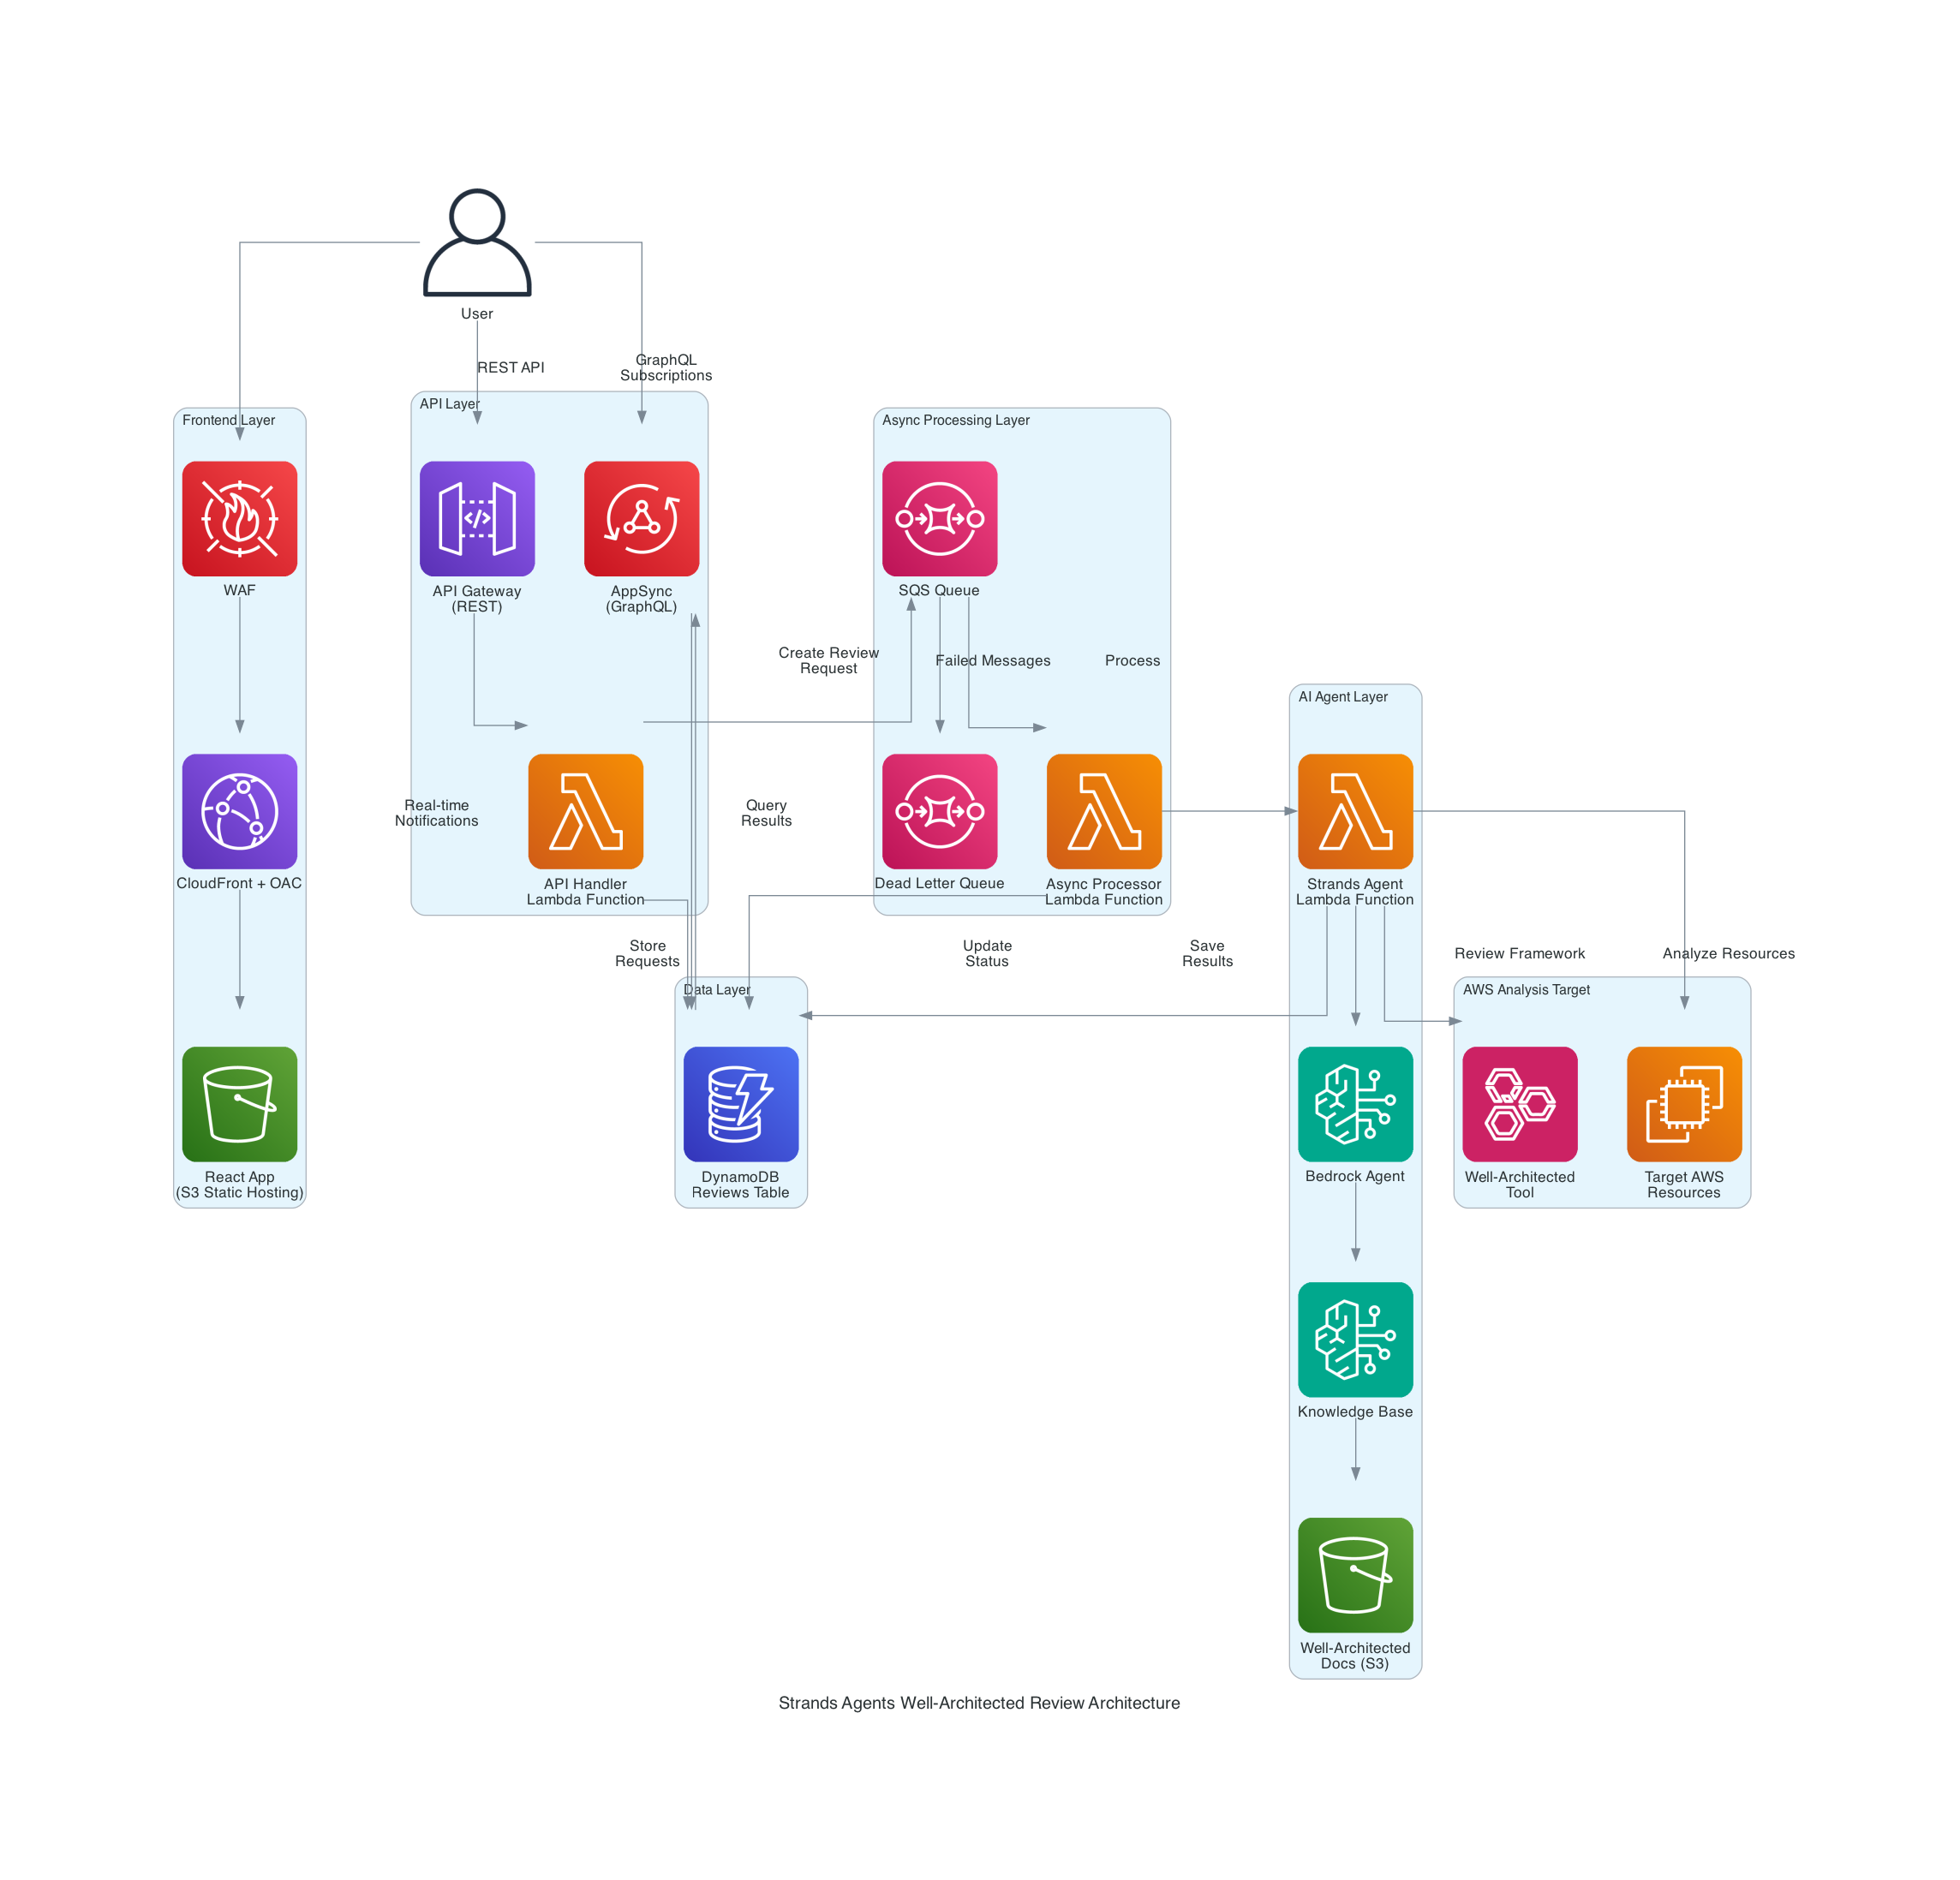 User
REST API
GraphQL
Subscriptions
Frontend Layer
API Layer
Async Processing Layer
WAF
API Gateway
(REST)
AppSync
(GraphQL)
SQS Queue
Create Review
Request
Failed Messages
Process
AI Agent Layer
Real-time
Notifications
Query
Results
CloudFront + OAC
API Handler
Lambda Function
Dead Letter Queue
Async Processor
Lambda Function
Strands Agent
Lambda Function
Store
Requests
Update
Status
Save
Results
Review Framework
Analyze Resources
Data Layer
AWS Analysis Target
React App
(S3 Static Hosting)
DynamoDB
Reviews Table
Bedrock Agent
Well-Architected
Tool
Target AWS
Resources
Knowledge Base
Well-Architected
Docs (S3)
Strands Agents Well-Architected Review Architecture